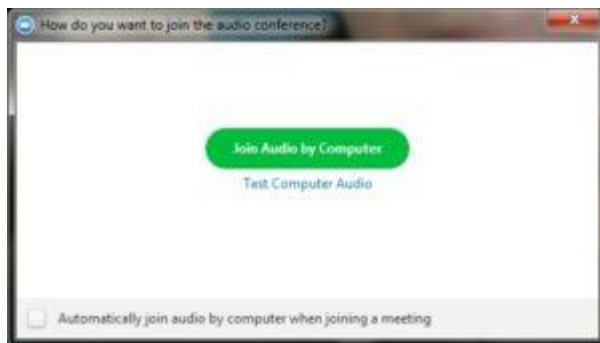 How do you want to join the audio conference?
Join Audio by Computer
Test Computer Audio
Automatically join audio by computer when joining a meeting